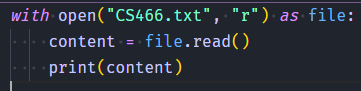 with open("CS466.txt", "r") as file:
    content = file.read()
    print(content)